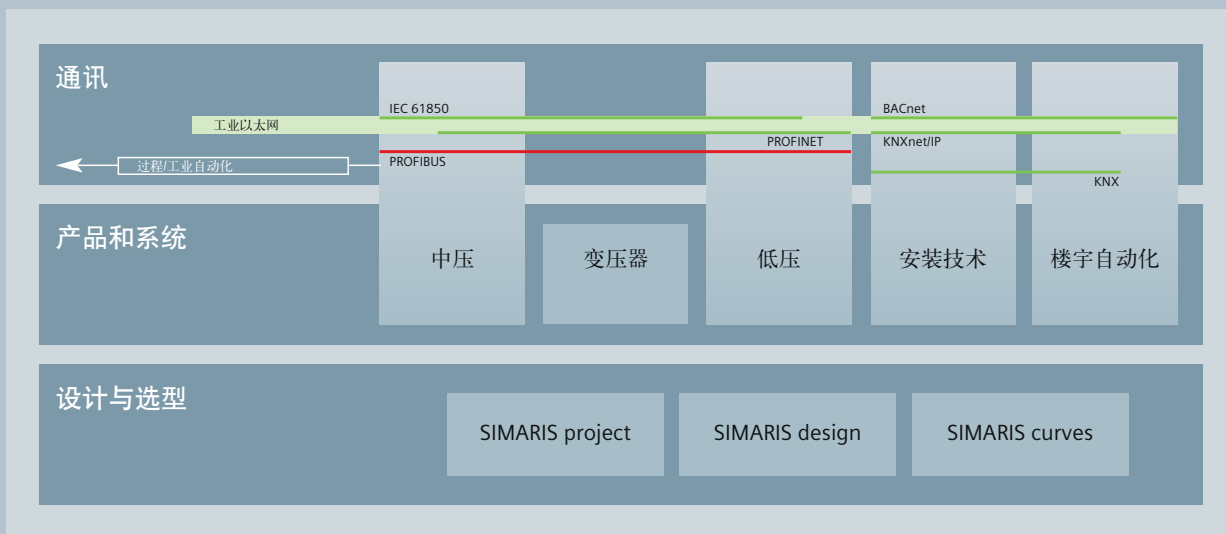 通讯
IEC 61850
BACnet
工业以太网
PROFINET
KNXnet/IP
过程/工业自动化
PROFIBUS
KNX
产品和系统
中压
变压器
低压
安装技术
楼宇自动化
设计与选型
SIMARIS project
SIMARIS design
SIMARIS curves